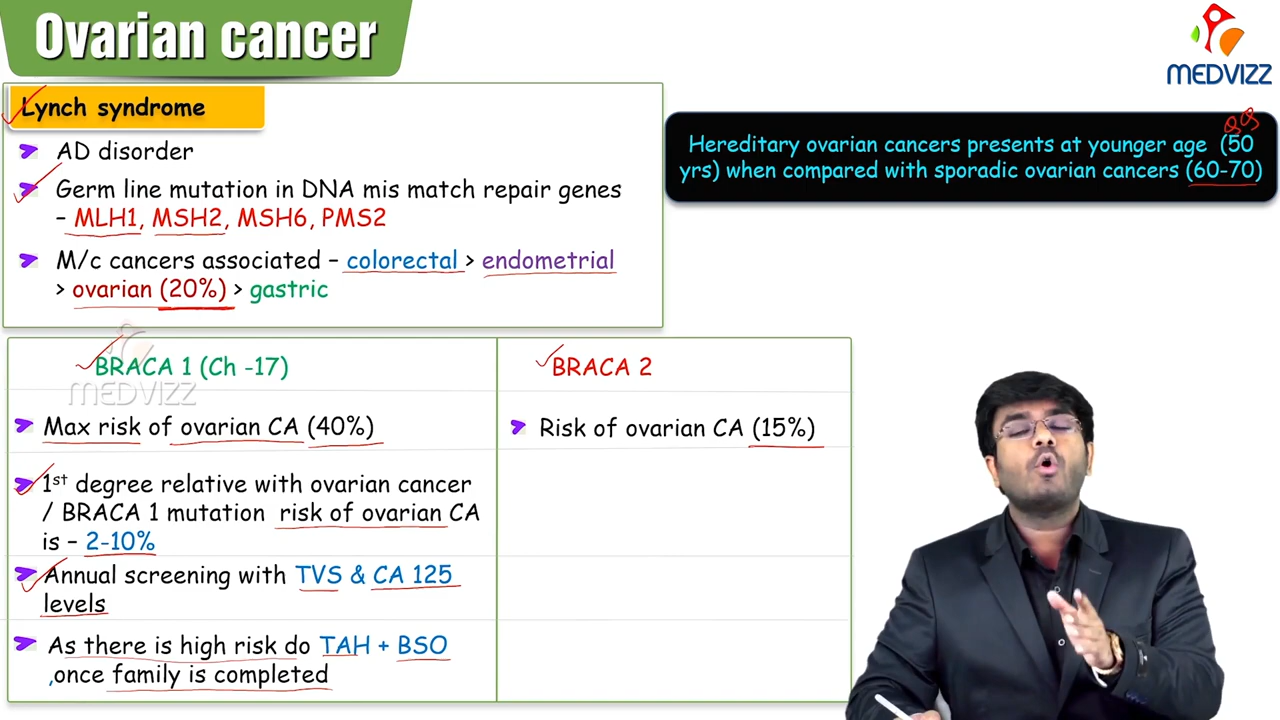 Ovarian cancer
MEDVIZZ
Lynch syndrome
AD disorder
Germ line mutation in DNA mis match repair genes
– MLH1, MSH2, MSH6, PMS2
M/c cancers associated – colorectal > endometrial
> ovarian (20%) > gastric
Hereditary ovarian cancers presents at younger age (50
yrs) when compared with sporadic ovarian cancers (60-70)
BRACA 1 (Ch -17)
MEDVIZZ
Max risk of ovarian CA (40%)
1st degree relative with ovarian cancer
/ BRACA 1 mutation risk of ovarian CA
is – 2-10%
Annual screening with TVS & CA 125
levels
As there is high risk do TAH + BSO
,once family is completed
BRACA 2
Risk of ovarian CA (15%)